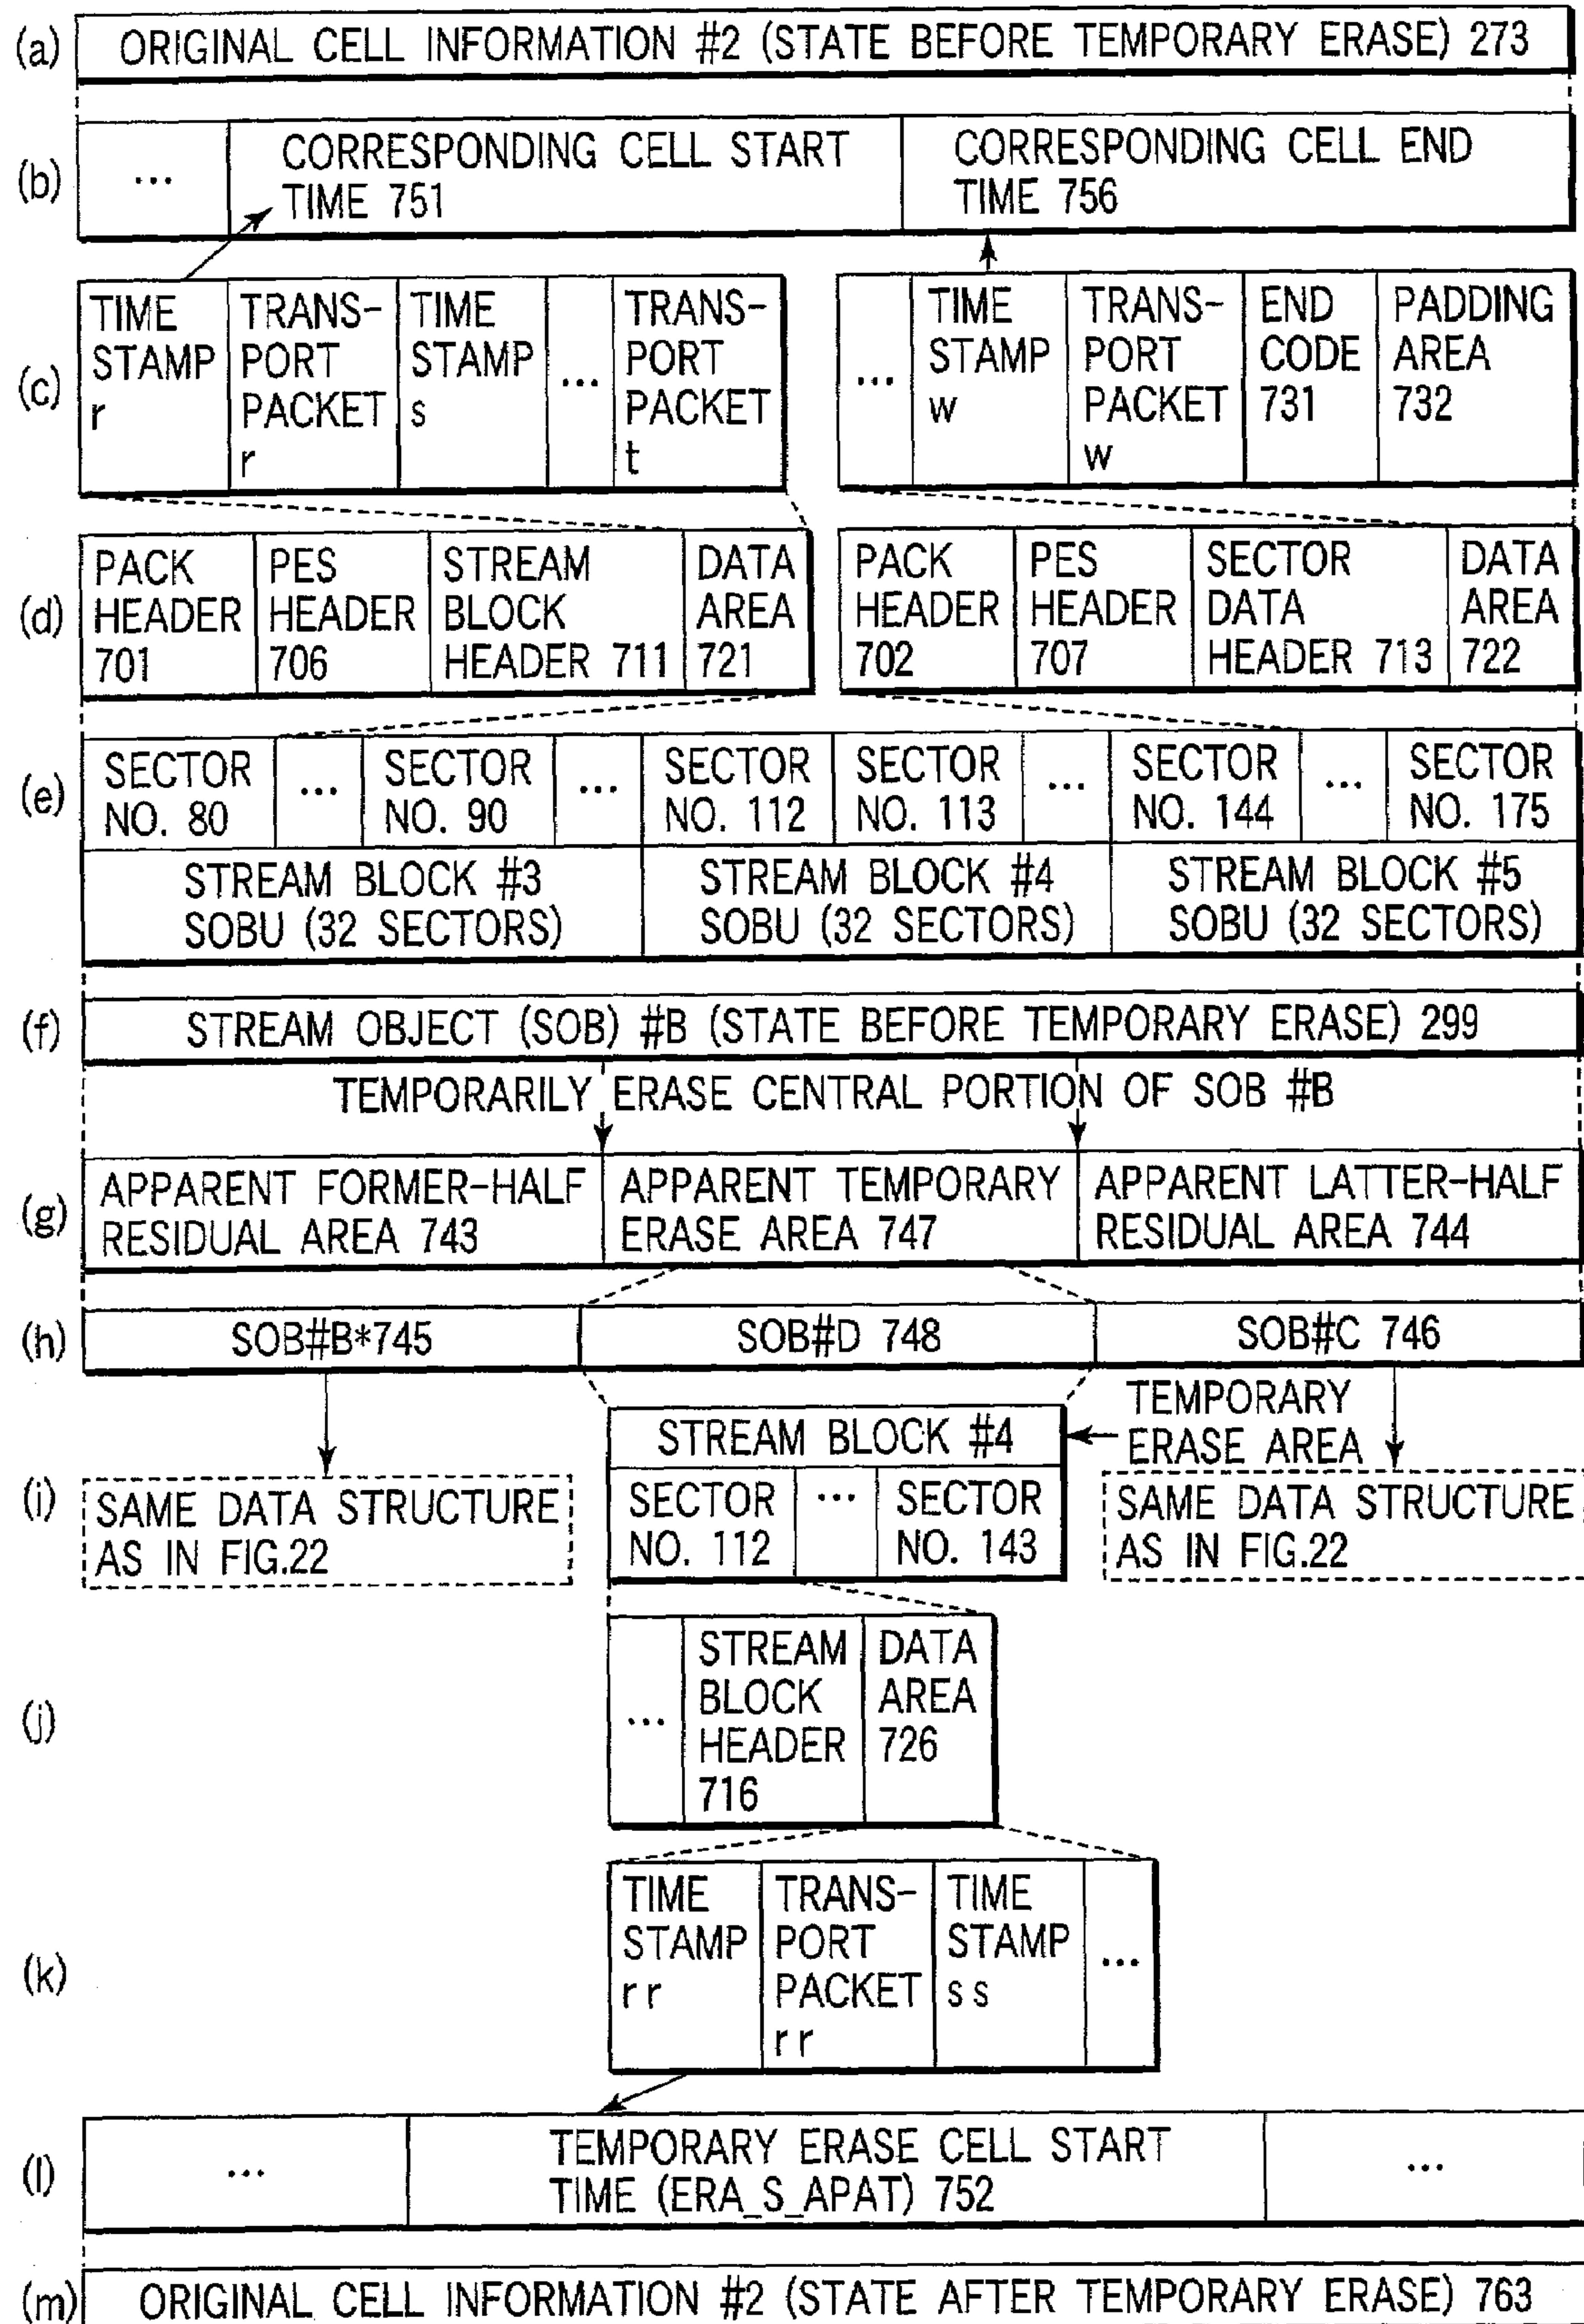 (a) ORIGINAL CELL INFORMATION #2 (STATE BEFORE TEMPORARY ERASE) 273
(b) ... CORRESPONDING CELL START TIME 751 CORRESPONDING CELL END TIME 756
(c) TIME STAMP r TRANS- PORT PACKET r TIME STAMP s ... TRANS- PORT PACKET t ... TIME STAMP w TRANS- PORT PACKET w END CODE 731 PADDING AREA 732
(d) PACK HEADER 701 PES HEADER 706 STREAM BLOCK HEADER 711 DATA AREA 721 PACK HEADER 702 PES HEADER 707 SECTOR DATA HEADER 713 DATA AREA 722
(e) SECTOR NO. 80 ... SECTOR NO. 90 ... SECTOR NO. 112 SECTOR NO. 113 ... SECTOR NO. 144 ... SECTOR NO. 175
STREAM BLOCK #3 SOBU (32 SECTORS) STREAM BLOCK #4 SOBU (32 SECTORS) STREAM BLOCK #5 SOBU (32 SECTORS)
(f) STREAM OBJECT (SOB) #B (STATE BEFORE TEMPORARY ERASE) 299
TEMPORARILY ERASE CENTRAL PORTION OF SOB #B
(g) APPARENT FORMER-HALF RESIDUAL AREA 743 APPARENT TEMPORARY ERASE AREA 747 APPARENT LATTER-HALF RESIDUAL AREA 744
(h) SOB#B*745 SOB#D 748 SOB#C 746
TEMPORARY ERASE AREA
(i) SAME DATA STRUCTURE AS IN FIG.22 STREAM BLOCK #4 SECTOR NO. 112 ... SECTOR NO. 143 SAME DATA STRUCTURE AS IN FIG.22
(j) ... STREAM BLOCK HEADER 716 DATA AREA 726
(k) TIME STAMP rr TRANS- PORT PACKET rr TIME STAMP ss ...
(l) ... TEMPORARY ERASE CELL START TIME (ERA_S_APAT) 752 ...
(m) ORIGINAL CELL INFORMATION #2 (STATE AFTER TEMPORARY ERASE) 763